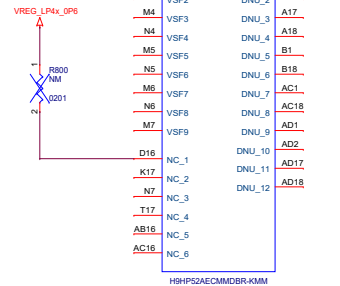 VSF2 DNU_2
VREG_LP4x_0P6
M4 VSF3 DNU_3 A17
N4 VSF4 DNU_4 A18
M5 VSF5 DNU_5 B1
1 R800 N5 VSF6 DNU_6 B18
NM M6 VSF7 DNU_7 AC1
0201 N6 VSF8 DNU_8 AC18
2 M7 VSF9 DNU_9 AD1
DNU_10 AD2
D16 NC_1 DNU_11 AD17
K17 NC_2 DNU_12 AD18
N7 NC_3
T17 NC_4
AB16 NC_5
AC16 NC_6
H9HP52AECMMDBR-KMM